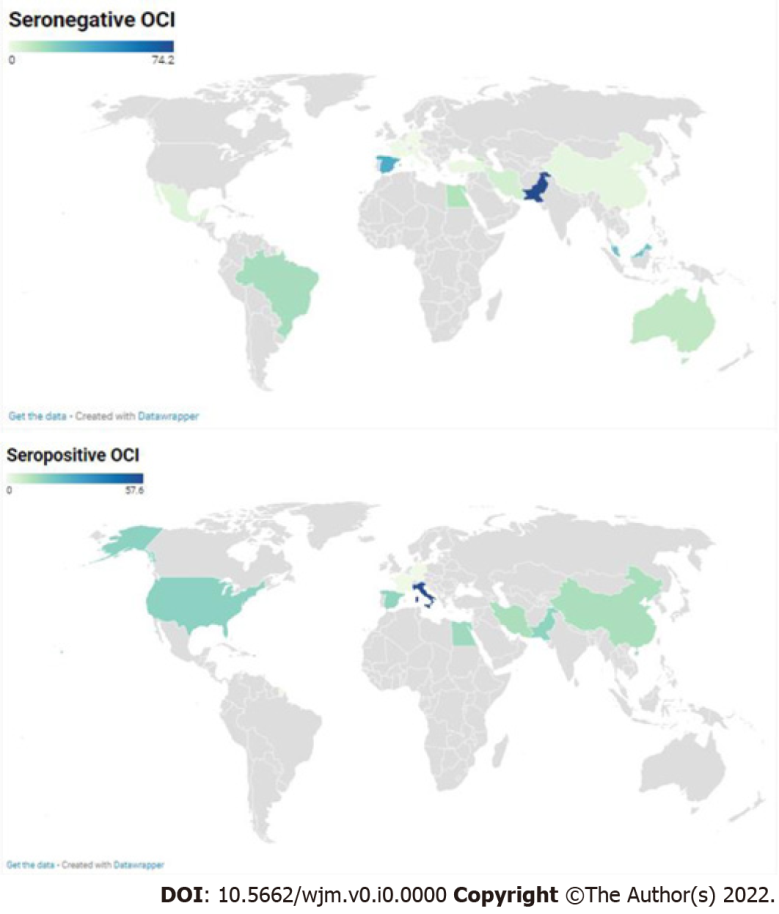 Seronegative OCI
0 74.2
Get the data • Created with Datawrapper
Seropositive OCI
0 57.6
Get the data • Created with Datawrapper
DOI: 10.5662/wjm.v0.i0.0000 Copyright ©The Author(s) 2022.